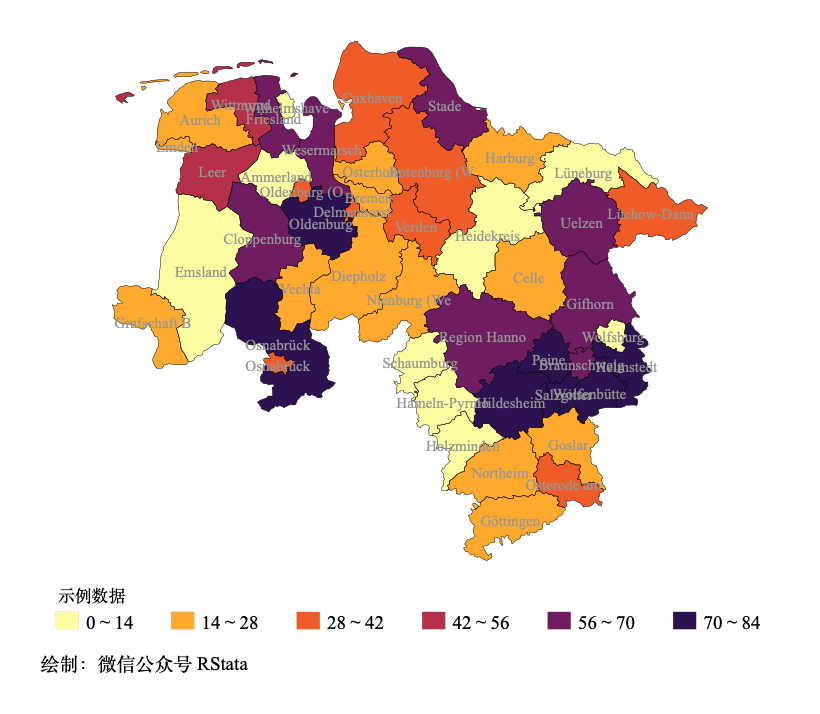 Cuxhaven
Wittmund
Wilhelmshave
Stade
Friesland
Aurich
Emden
Wesermarsch
Harburg
Leer
Ammerland
Osterholz
Rotenburg (W
Lüneburg
Oldenburg (O
Bremen
Delmenhorst
Lüchow-Dann
Oldenburg
Verden
Uelzen
Cloppenburg
Heidekreis
Emsland
Diepholz
Celle
Vechta
Nienburg (We
Gifhorn
Grafschaft B
Region Hanno
Wolfsburg
Osnabrück
Peine
Schaumburg
Osnabrück
Braunschweig
Helmstedt
Hameln-Pyrmo
Hildesheim
Salzgitter
Wolfenbütte
Holzminden
Goslar
Northeim
Osterode am
Göttingen
示例数据
0 ~ 14
14 ~ 28
28 ~ 42
42 ~ 56
56 ~ 70
70 ~ 84
绘制：微信公众号 RStata